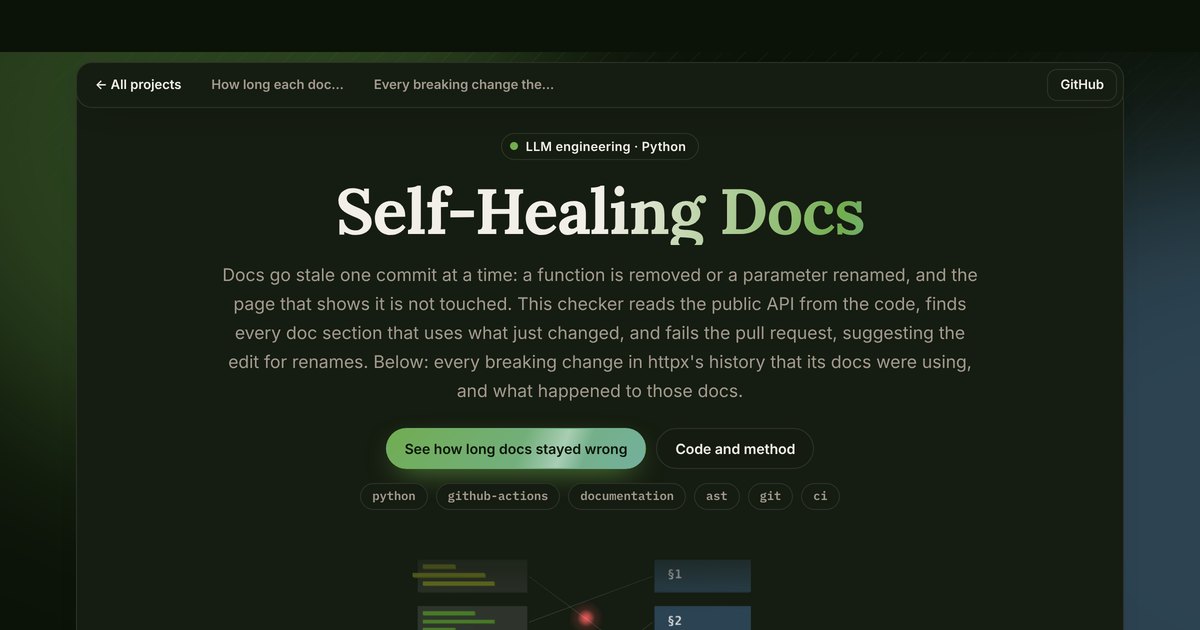 ← All projects
How long each doc...
Every breaking change the...
GitHub
LLM engineering · Python
Self-Healing Docs
Docs go stale one commit at a time: a function is removed or a parameter renamed, and the
page that shows it is not touched. This checker reads the public API from the code, finds
every doc section that uses what just changed, and fails the pull request, suggesting the
edit for renames. Below: every breaking change in httpx's history that its docs were using,
and what happened to those docs.
See how long docs stayed wrong
Code and method
python
github-actions
documentation
ast
git
ci
§1
§2